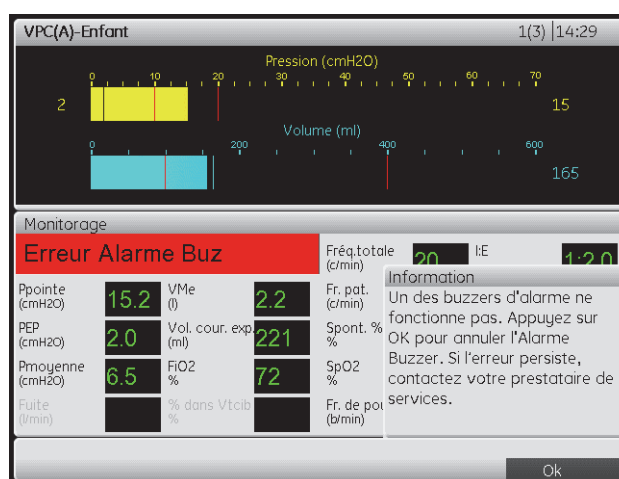 VPC(A)-Enfant 1(3) 14:29
Pression (cmH2O)
0 10 20 30 40 50 60 70
2 15
Volume (ml)
0 200 400 600
165
Monitorage
Erreur Alarme Buz
Fréq.totale (c/min) 20 I:E 1:2.0
Ppointe (cmH2O) 15.2 VMe (l) 2.2 Fr. pat. (c/min)
PEP (cmH2O) 2.0 Vol. cour. exp. (ml) 221 Spont. % %
Pmoyenne (cmH2O) 6.5 FiO2 % 72 SpO2 %
Fuite (l/min) % dans Vtcib % Fr. de pou (b/min)
Information
Un des buzzers d'alarme ne
fonctionne pas. Appuyez sur
OK pour annuler l'Alarme
Buzzer. Si l'erreur persiste,
contactez votre prestataire de
services.
Ok